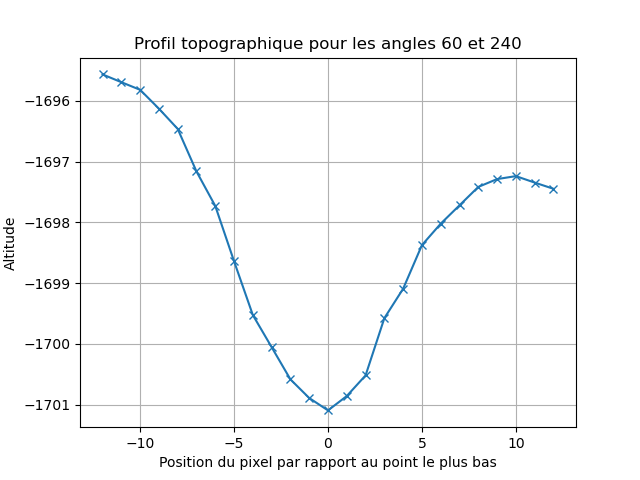 Profil topographique pour les angles 60 et 240
Altitude
−1696
−1697
−1698
−1699
−1700
−1701
−10 −5 0 5 10
Position du pixel par rapport au point le plus bas